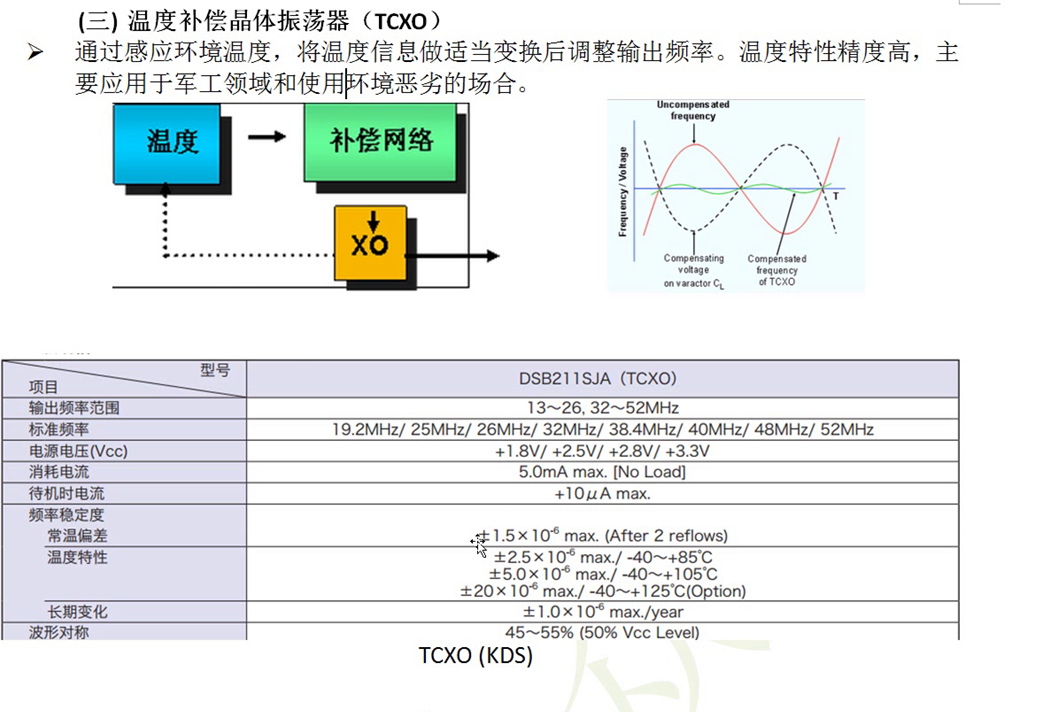 (三) 温度补偿晶体振荡器（TCXO）
➢ 通过感应环境温度，将温度信息做适当变换后调整输出频率。温度特性精度高，主
要应用于军工领域和使用环境恶劣的场合。
温度
补偿网络
XO
Uncompensated
frequency
Frequency / Voltage
T
Compensating
voltage
on varactor CL
Compensated
frequency
of TCXO
型号
项目
DSB211SJA（TCXO）
输出频率范围 13～26, 32～52MHz
标准频率 19.2MHz/ 25MHz/ 26MHz/ 32MHz/ 38.4MHz/ 40MHz/ 48MHz/ 52MHz
电源电压(Vcc) +1.8V/ +2.5V/ +2.8V/ +3.3V
消耗电流 5.0mA max. [No Load]
待机时电流 +10μA max.
频率稳定度
常温偏差 ±1.5×10⁻⁶ max. (After 2 reflows)
温度特性 ±2.5×10⁻⁶ max./ -40～+85℃
±5.0×10⁻⁶ max./ -40～+105℃
±20×10⁻⁶ max./ -40～+125℃(Option)
长期变化 ±1.0×10⁻⁶ max./year
波形对称 45～55% (50% Vcc Level)
TCXO (KDS)